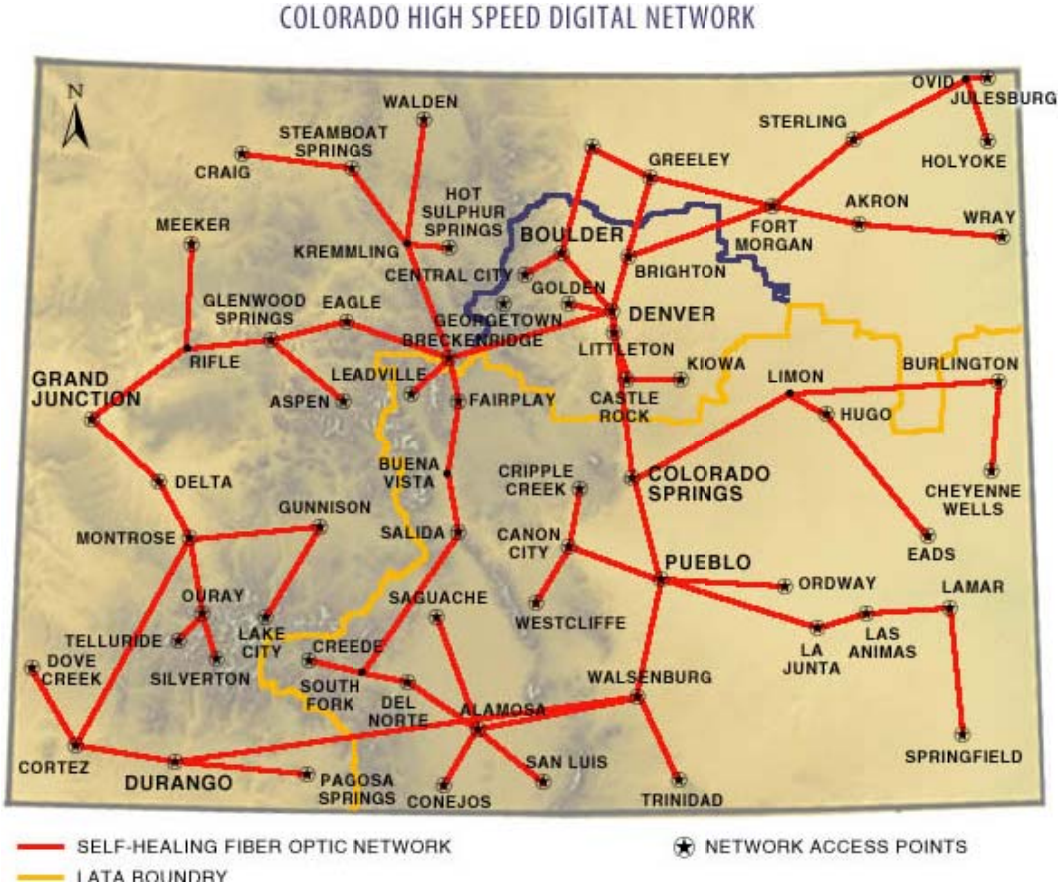 COLORADO HIGH SPEED DIGITAL NETWORK
N
WALDEN
OVID
JULESBURG
STEAMBOAT
SPRINGS
STERLING
CRAIG
GREELEY
HOLYOKE
HOT
SULPHUR
SPRINGS
MEEKER
AKRON
WRAY
FORT
MORGAN
BOULDER
KREMMLING
CENTRAL CITY
BRIGHTON
GOLDEN
GLENWOOD
SPRINGS
EAGLE
GEORGETOWN
DENVER
BRECKENRIDGE
LITTLETON
RIFLE
KIOWA
BURLINGTON
LEADVILLE
LIMON
GRAND
JUNCTION
ASPEN
FAIRPLAY
CASTLE
ROCK
HUGO
BUENA
VISTA
CRIPPLE
CREEK
COLORADO
SPRINGS
DELTA
CHEYENNE
WELLS
GUNNISON
MONTROSE
SALIDA
CANON
CITY
EADS
PUEBLO
ORDWAY
LAMAR
OURAY
SAGUACHE
WESTCLIFFE
LAS
ANIMAS
TELLURIDE
LAKE
CITY
CREEDE
LA
JUNTA
DOVE
CREEK
SILVERTON
SOUTH
FORK
WALSENBURG
DEL
NORTE
ALAMOSA
SPRINGFIELD
CORTEZ
DURANGO
SAN LUIS
PAGOSA
SPRINGS
CONEJOS
TRINIDAD
SELF-HEALING FIBER OPTIC NETWORK
NETWORK ACCESS POINTS
LATA BOUNDRY